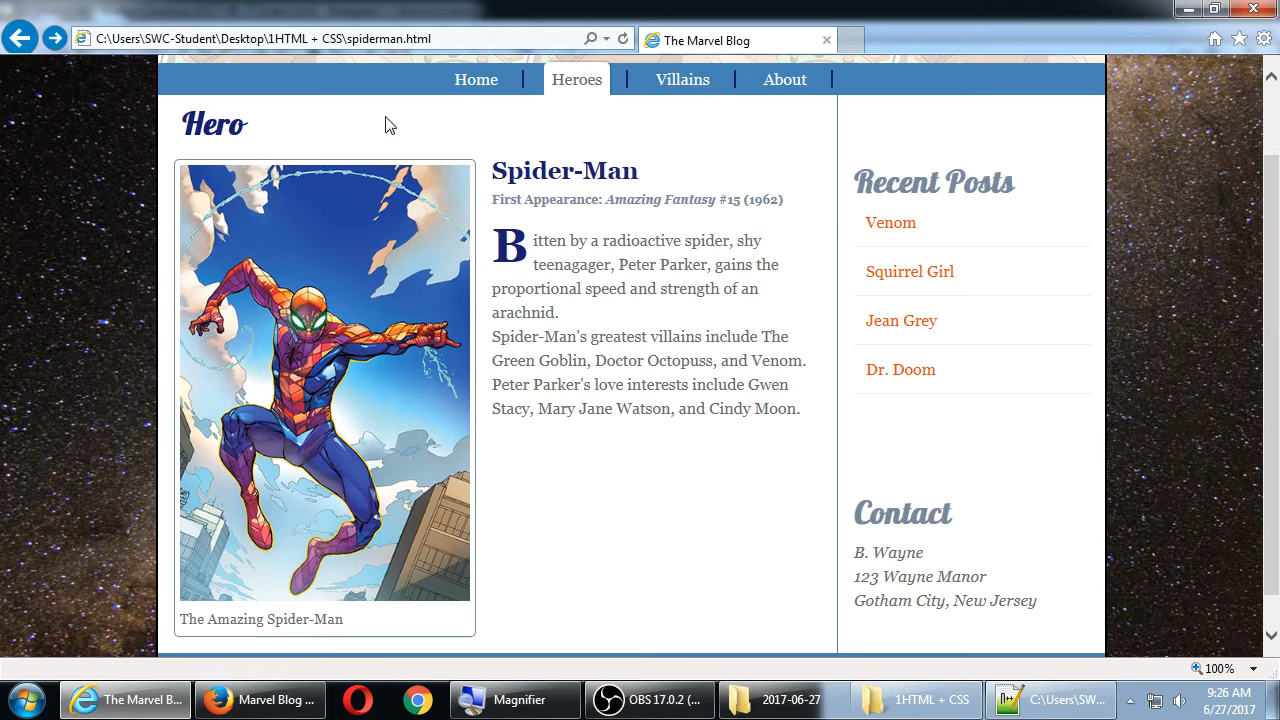 C:\Users\SWC-Student\Desktop\1HTML + CSS\spiderman.html
The Marvel Blog
Home
Heroes
Villains
About
Hero
Spider-Man
First Appearance: Amazing Fantasy #15 (1962)
Bitten by a radioactive spider, shy
teenagager, Peter Parker, gains the
proportional speed and strength of an
arachnid.
Spider-Man's greatest villains include The
Green Goblin, Doctor Octopuss, and Venom.
Peter Parker's love interests include Gwen
Stacy, Mary Jane Watson, and Cindy Moon.
The Amazing Spider-Man
Recent Posts
Venom
Squirrel Girl
Jean Grey
Dr. Doom
Contact
B. Wayne
123 Wayne Manor
Gotham City, New Jersey
100%
The Marvel B...
Marvel Blog ...
Magnifier
OBS 17.0.2 (...
2017-06-27
1HTML + CSS
C:\Users\SW...
9:26 AM
6/27/2017